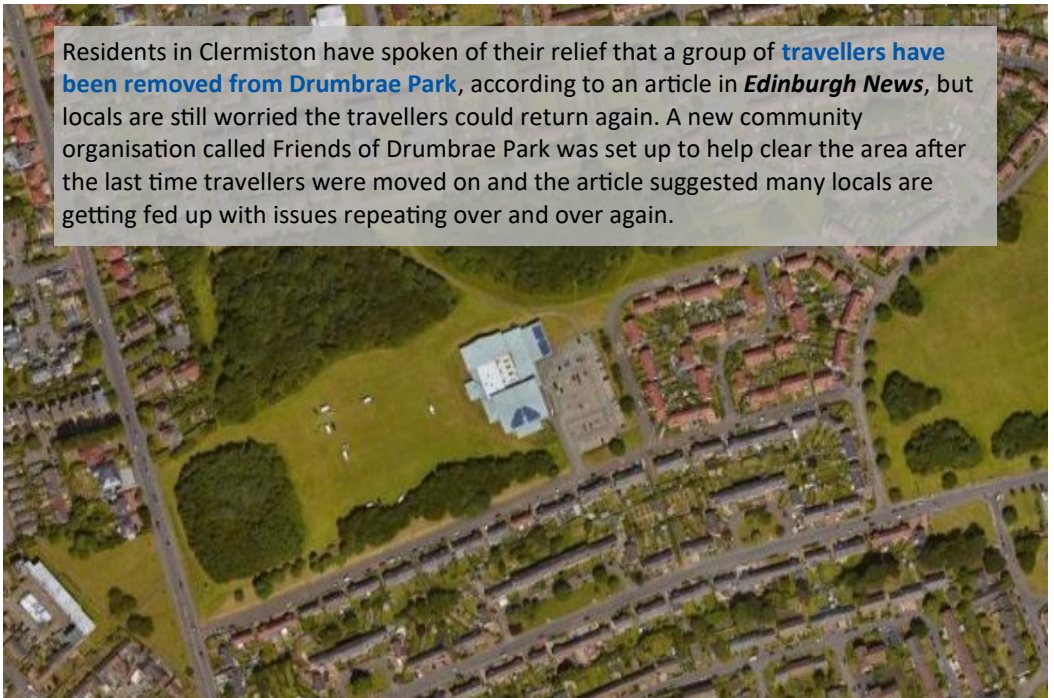 Residents in Clermiston have spoken of their relief that a group of travellers have
been removed from Drumbrae Park, according to an article in Edinburgh News, but
locals are still worried the travellers could return again. A new community
organisation called Friends of Drumbrae Park was set up to help clear the area after
the last time travellers were moved on and the article suggested many locals are
getting fed up with issues repeating over and over again.